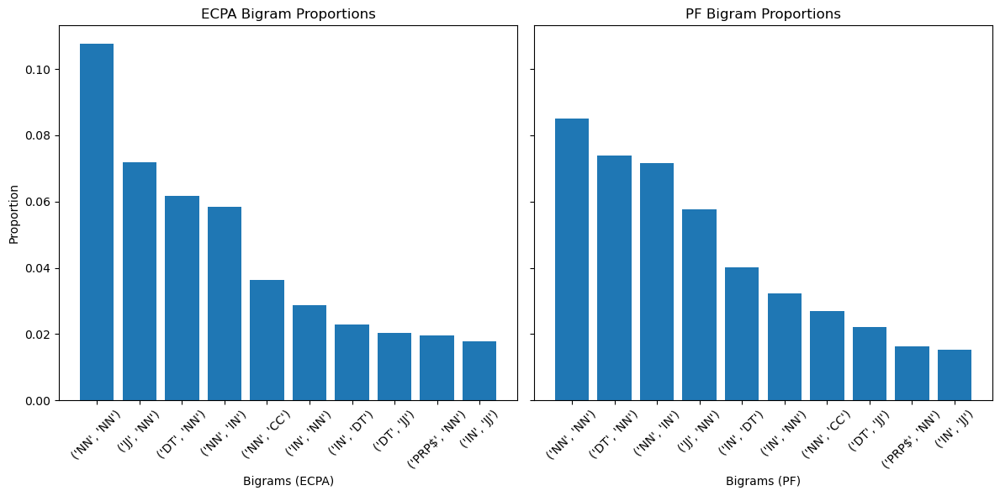 ECPA Bigram Proportions
PF Bigram Proportions
Proportion
0.10
0.08
0.06
0.04
0.02
0.00
('NN', 'NN')
('JJ', 'NN')
('DT', 'NN')
('NN', 'IN')
('NN', 'CC')
('IN', 'NN')
('IN', 'DT')
('DT', 'JJ')
('PRP$', 'NN')
('IN', 'JJ')
Bigrams (ECPA)
('NN', 'NN')
('DT', 'NN')
('NN', 'IN')
('JJ', 'NN')
('IN', 'DT')
('IN', 'NN')
('NN', 'CC')
('DT', 'JJ')
('PRP$', 'NN')
('IN', 'JJ')
Bigrams (PF)